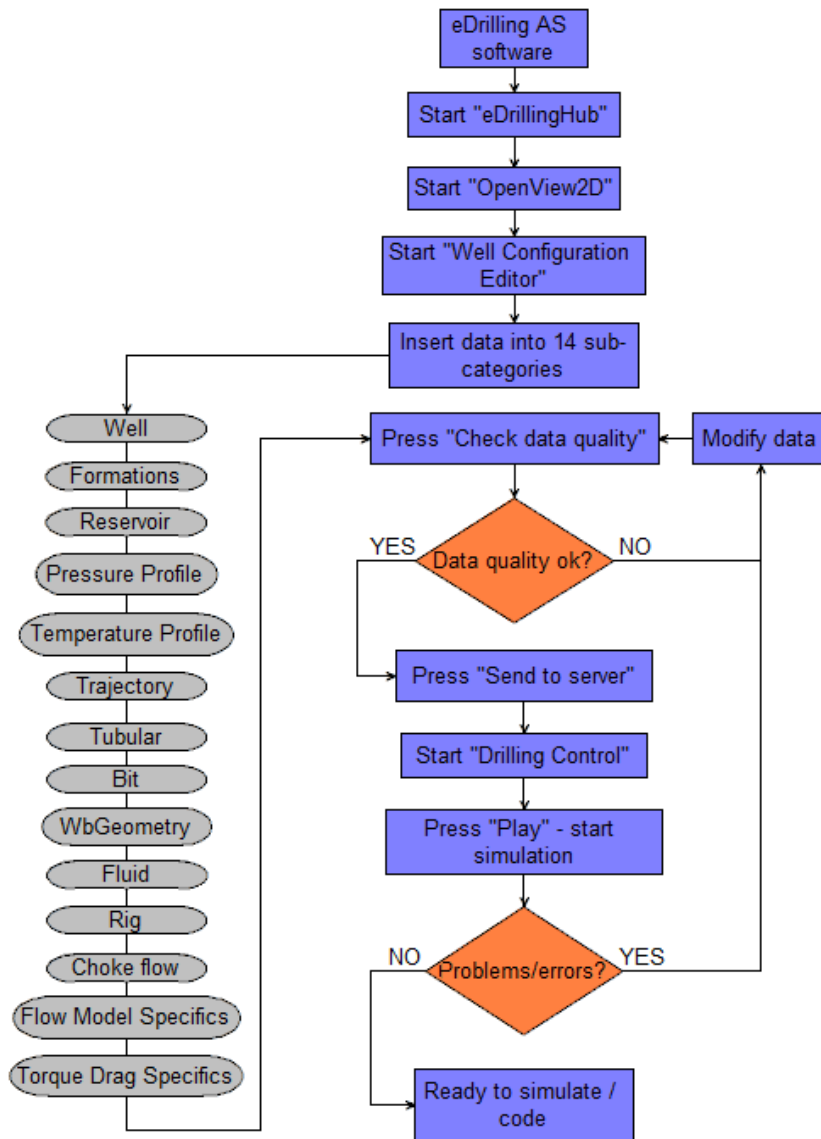 eDrilling AS
software
Start "eDrillingHub"
Start "OpenView2D"
Start "Well Configuration
Editor"
Insert data into 14 sub-
categories
Well
Formations
Reservoir
Pressure Profile
Temperature Profile
Trajectory
Tubular
Bit
WbGeometry
Fluid
Rig
Choke flow
Flow Model Specifics
Torque Drag Specifics
Press "Check data quality"
Modify data
YES
Data quality ok?
NO
Press "Send to server"
Start "Drilling Control"
Press "Play" - start
simulation
NO
Problems/errors?
YES
Ready to simulate /
code